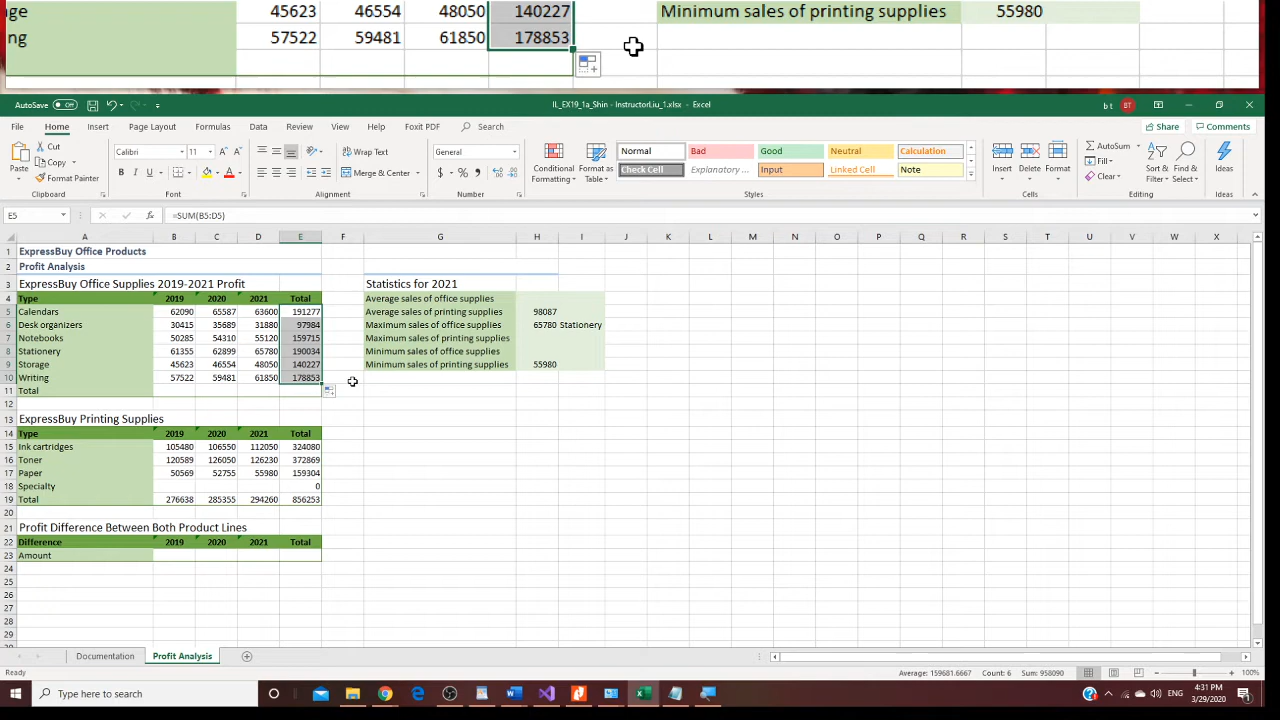 ge 45623 46554 48050 140227 Minimum sales of printing supplies 55980
ng 57522 59481 61850 178853
AutoSave Off IL_EX19_1a_Shin - InstructorLiu_1.xlsx - Excel b t BT
File Home Insert Page Layout Formulas Data Review View Help Foxit PDF Search Share Comments
Paste Cut Copy Format Painter Clipboard
Calibri 11 B I U A Font
Wrap Text Merge & Center Alignment
General $ % Number
Conditional Formatting Format as Table
Normal Bad Good Neutral Calculation
Check Cell Explanatory ... Input Linked Cell Note
Styles
Insert Delete Format Cells
AutoSum Fill Clear Sort & Filter Find & Select Editing
Ideas Ideas
E5 fx =SUM(B5:D5)
A B C D E F G H I J K L M N O P Q R S T U V W X
1 ExpressBuy Office Products
2 Profit Analysis
3 ExpressBuy Office Supplies 2019-2021 Profit Statistics for 2021
4 Type 2019 2020 2021 Total Average sales of office supplies
5 Calendars 62090 65587 63600 191277 Average sales of printing supplies 98087
6 Desk organizers 30415 35689 31880 97984 Maximum sales of office supplies 65780 Stationery
7 Notebooks 50285 54310 55120 159715 Maximum sales of printing supplies
8 Stationery 61355 62899 65780 190034 Minimum sales of office supplies
9 Storage 45623 46554 48050 140227 Minimum sales of printing supplies 55980
10 Writing 57522 59481 61850 178853
11 Total
12
13 ExpressBuy Printing Supplies
14 Type 2019 2020 2021 Total
15 Ink cartridges 105480 106550 112050 324080
16 Toner 120589 126050 126230 372869
17 Paper 50569 52755 55980 159304
18 Specialty 0
19 Total 276638 285355 294260 856253
20
21 Profit Difference Between Both Product Lines
22 Difference 2019 2020 2021 Total
23 Amount
24
25
26
27
28
29
Documentation Profit Analysis
Ready Average: 159681.6667 Count: 6 Sum: 958090 100%
Type here to search ENG 4:31 PM
3/29/2020